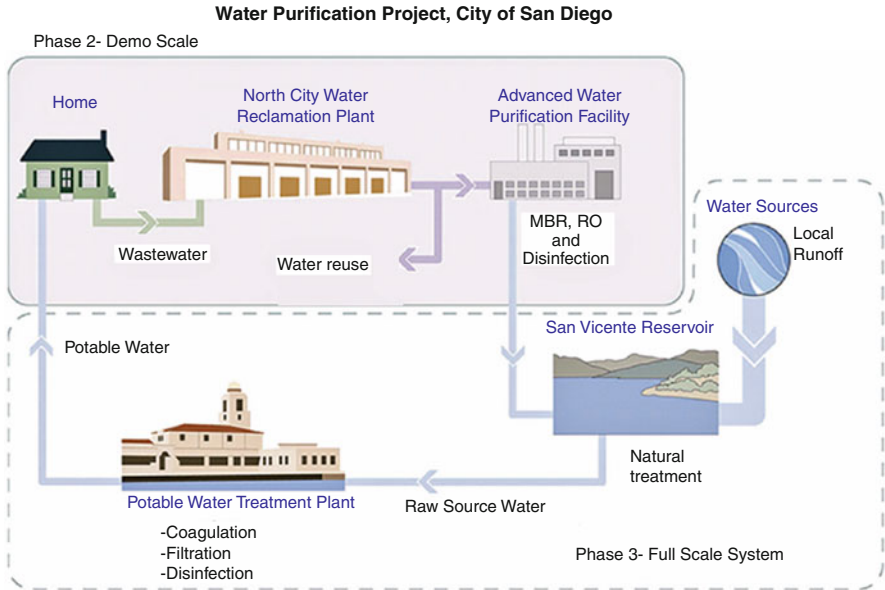 Water Purification Project, City of San Diego
Phase 2- Demo Scale
Home
North City Water
Reclamation Plant
Advanced Water
Purification Facility
Wastewater
Water reuse
MBR, RO
and
Disinfection
Water Sources
Local
Runoff
San Vicente Reservoir
Natural
treatment
Potable Water
Potable Water Treatment Plant
-Coagulation
-Filtration
-Disinfection
Raw Source Water
Phase 3- Full Scale System